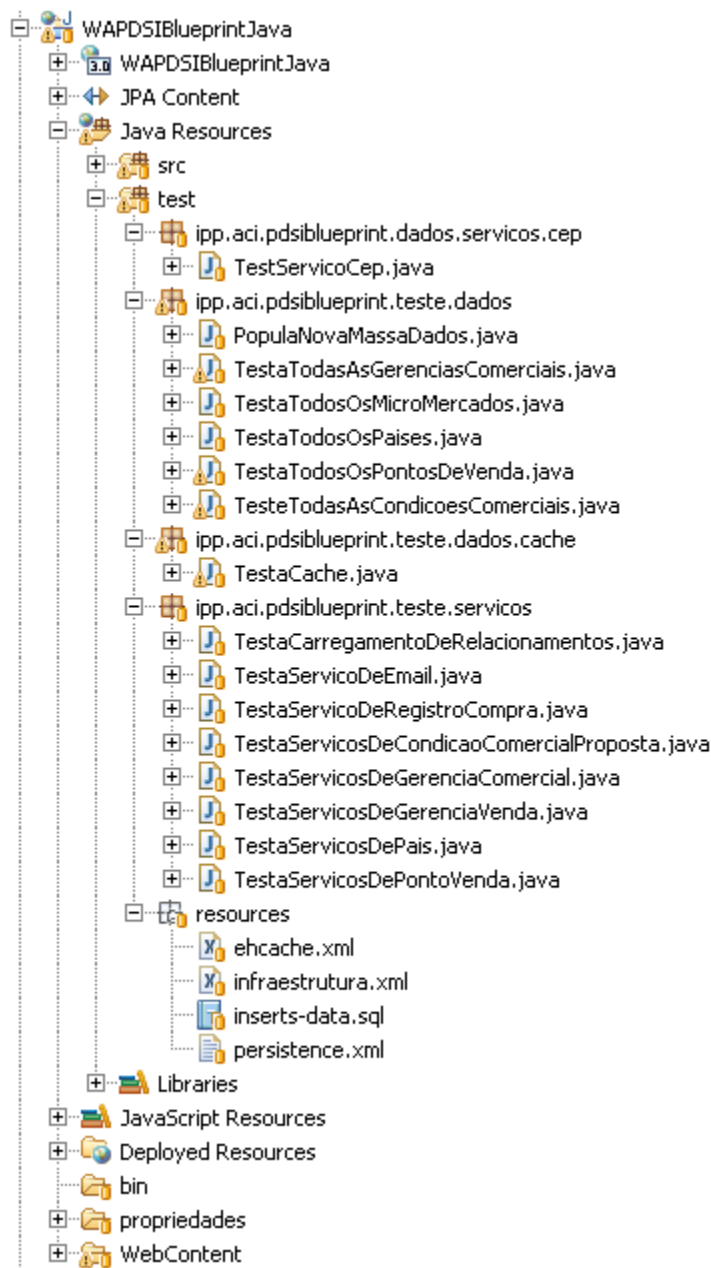 WAPDSIBlueprintJava
3.0 WAPDSIBlueprintJava
JPA Content
Java Resources
src
test
ipp.aci.pdsiblueprint.dados.servicos.cep
TestServicoCep.java
ipp.aci.pdsiblueprint.teste.dados
PopulaNovaMassaDados.java
TestaTodasAsGerenciasComerciais.java
TestaTodosOsMicroMercados.java
TestaTodosOsPaises.java
TestaTodosOsPontosDeVenda.java
TesteTodasAsCondicoesComerciais.java
ipp.aci.pdsiblueprint.teste.dados.cache
TestaCache.java
ipp.aci.pdsiblueprint.teste.servicos
TestaCarregamentoDeRelacionamentos.java
TestaServicoDeEmail.java
TestaServicoDeRegistroCompra.java
TestaServicosDeCondicaoComercialProposta.java
TestaServicosDeGerenciaComercial.java
TestaServicosDeGerenciaVenda.java
TestaServicosDePais.java
TestaServicosDePontoVenda.java
resources
ehcache.xml
infraestrutura.xml
inserts-data.sql
persistence.xml
Libraries
JavaScript Resources
Deployed Resources
bin
propriedades
WebContent